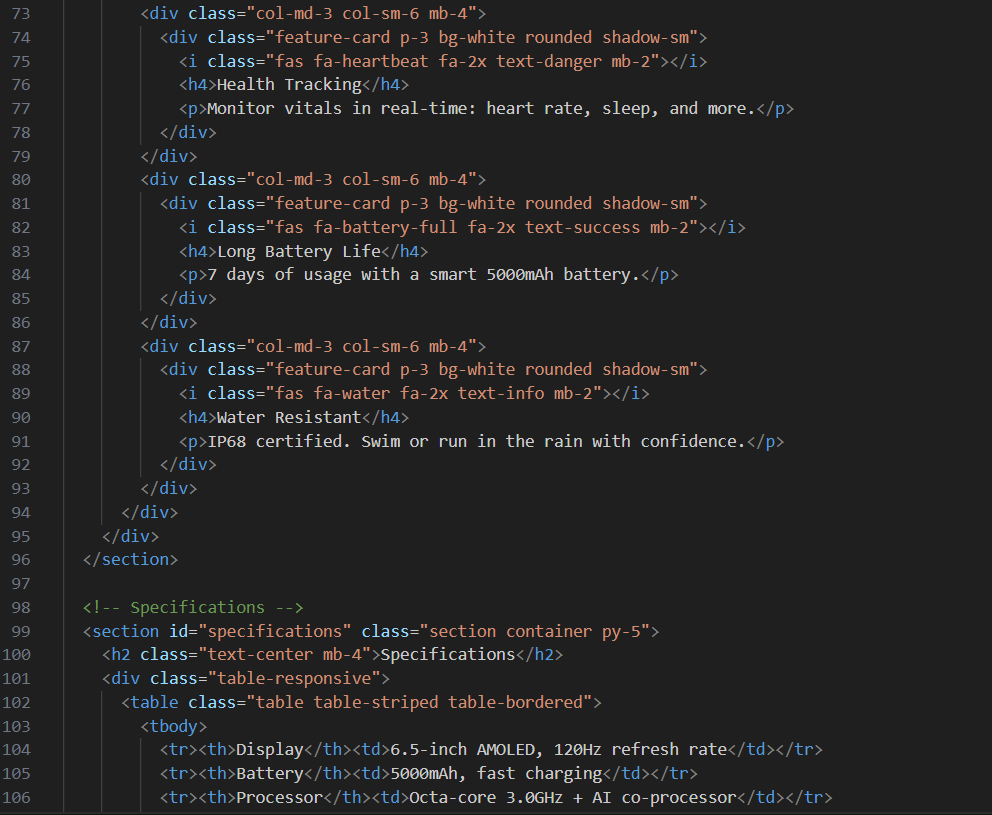 73 <div class="col-md-3 col-sm-6 mb-4">
74 <div class="feature-card p-3 bg-white rounded shadow-sm">
75 <i class="fas fa-heartbeat fa-2x text-danger mb-2"></i>
76 <h4>Health Tracking</h4>
77 <p>Monitor vitals in real-time: heart rate, sleep, and more.</p>
78 </div>
79 </div>
80 <div class="col-md-3 col-sm-6 mb-4">
81 <div class="feature-card p-3 bg-white rounded shadow-sm">
82 <i class="fas fa-battery-full fa-2x text-success mb-2"></i>
83 <h4>Long Battery Life</h4>
84 <p>7 days of usage with a smart 5000mAh battery.</p>
85 </div>
86 </div>
87 <div class="col-md-3 col-sm-6 mb-4">
88 <div class="feature-card p-3 bg-white rounded shadow-sm">
89 <i class="fas fa-water fa-2x text-info mb-2"></i>
90 <h4>Water Resistant</h4>
91 <p>IP68 certified. Swim or run in the rain with confidence.</p>
92 </div>
93 </div>
94 </div>
95 </div>
96 </section>
97
98 <!-- Specifications -->
99 <section id="specifications" class="section container py-5">
100 <h2 class="text-center mb-4">Specifications</h2>
101 <div class="table-responsive">
102 <table class="table table-striped table-bordered">
103 <tbody>
104 <tr><th>Display</th><td>6.5-inch AMOLED, 120Hz refresh rate</td></tr>
105 <tr><th>Battery</th><td>5000mAh, fast charging</td></tr>
106 <tr><th>Processor</th><td>Octa-core 3.0GHz + AI co-processor</td></tr>